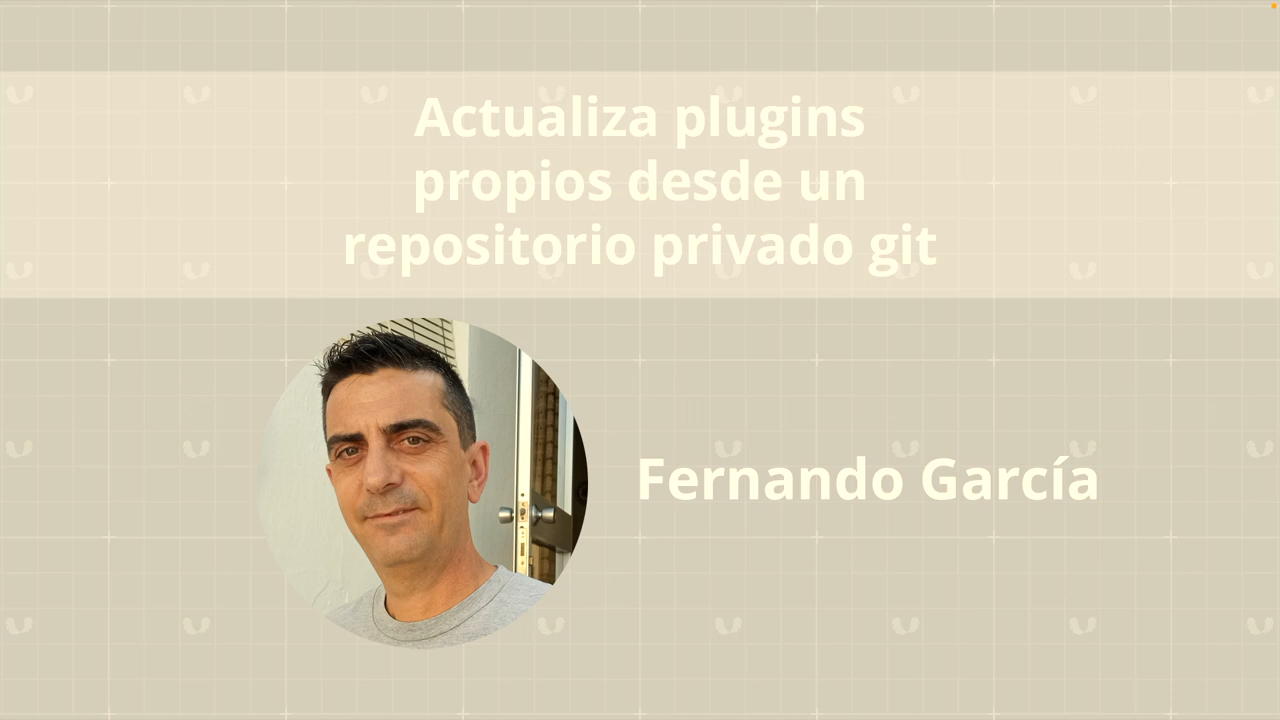 Actualiza plugins
propios desde un
repositorio privado git
Fernando García